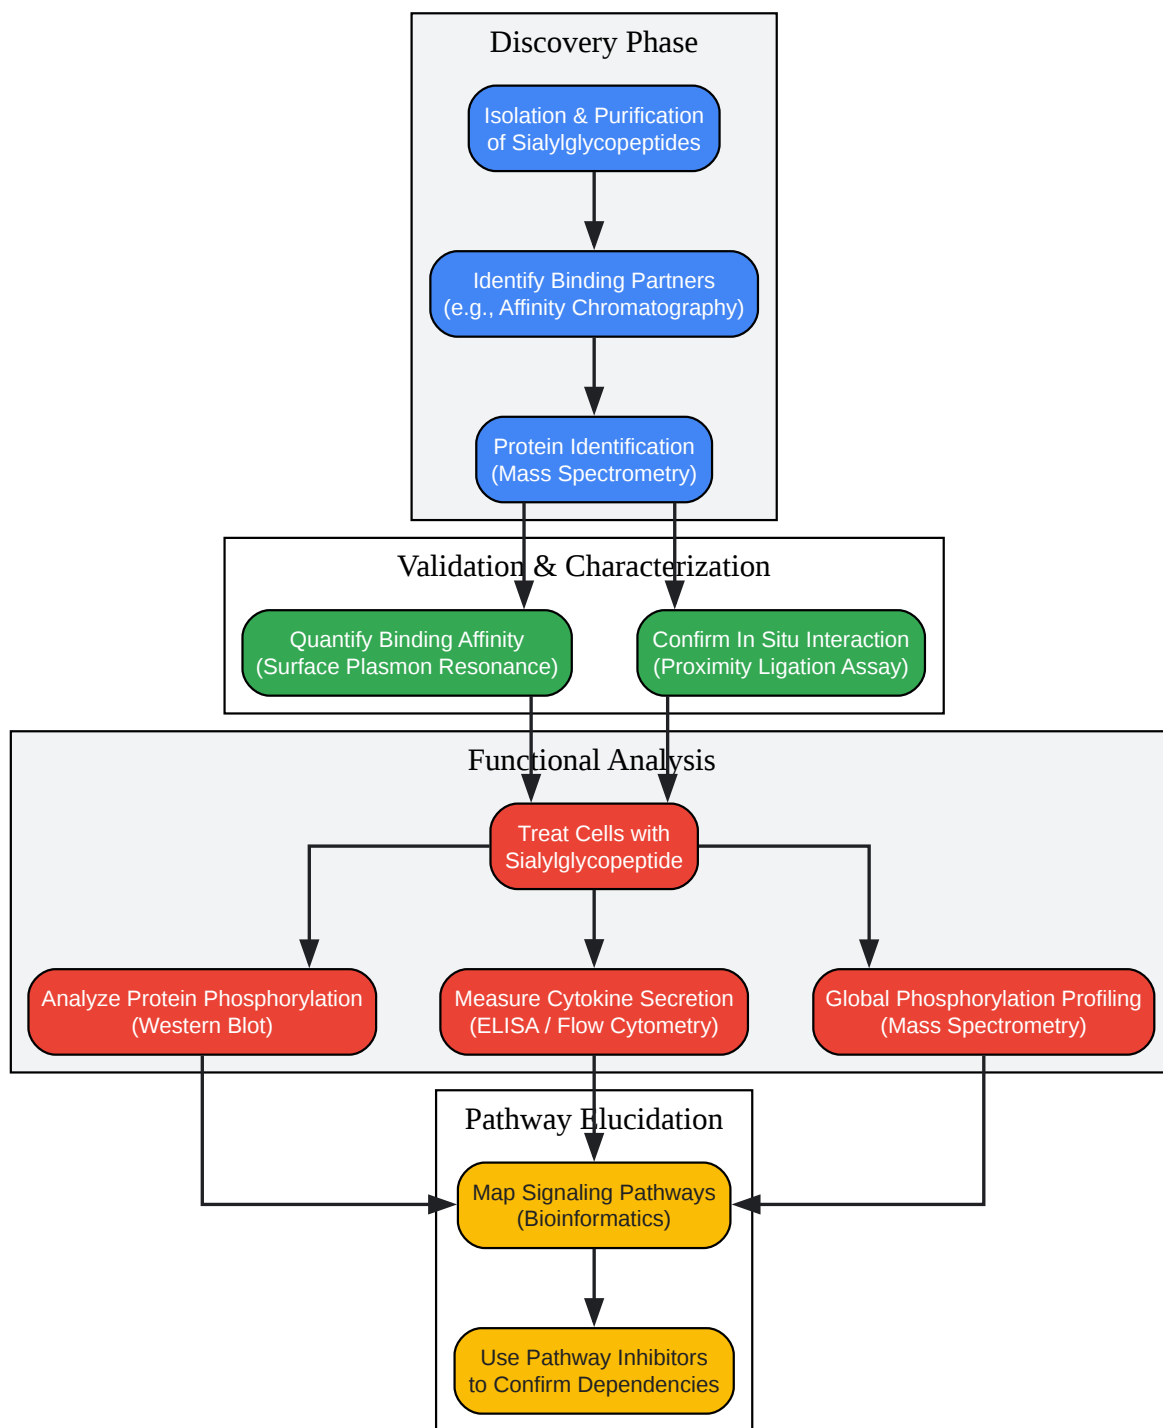 Discovery Phase
Isolation & Purification
of Sialylglycopeptides
Identify Binding Partners
(e.g., Affinity Chromatography)
Protein Identification
(Mass Spectrometry)
Validation & Characterization
Quantify Binding Affinity
(Surface Plasmon Resonance)
Confirm In Situ Interaction
(Proximity Ligation Assay)
Functional Analysis
Treat Cells with
Sialylglycopeptide
Analyze Protein Phosphorylation
(Western Blot)
Measure Cytokine Secretion
(ELISA / Flow Cytometry)
Global Phosphorylation Profiling
(Mass Spectrometry)
Pathway Elucidation
Map Signaling Pathways
(Bioinformatics)
Use Pathway Inhibitors
to Confirm Dependencies